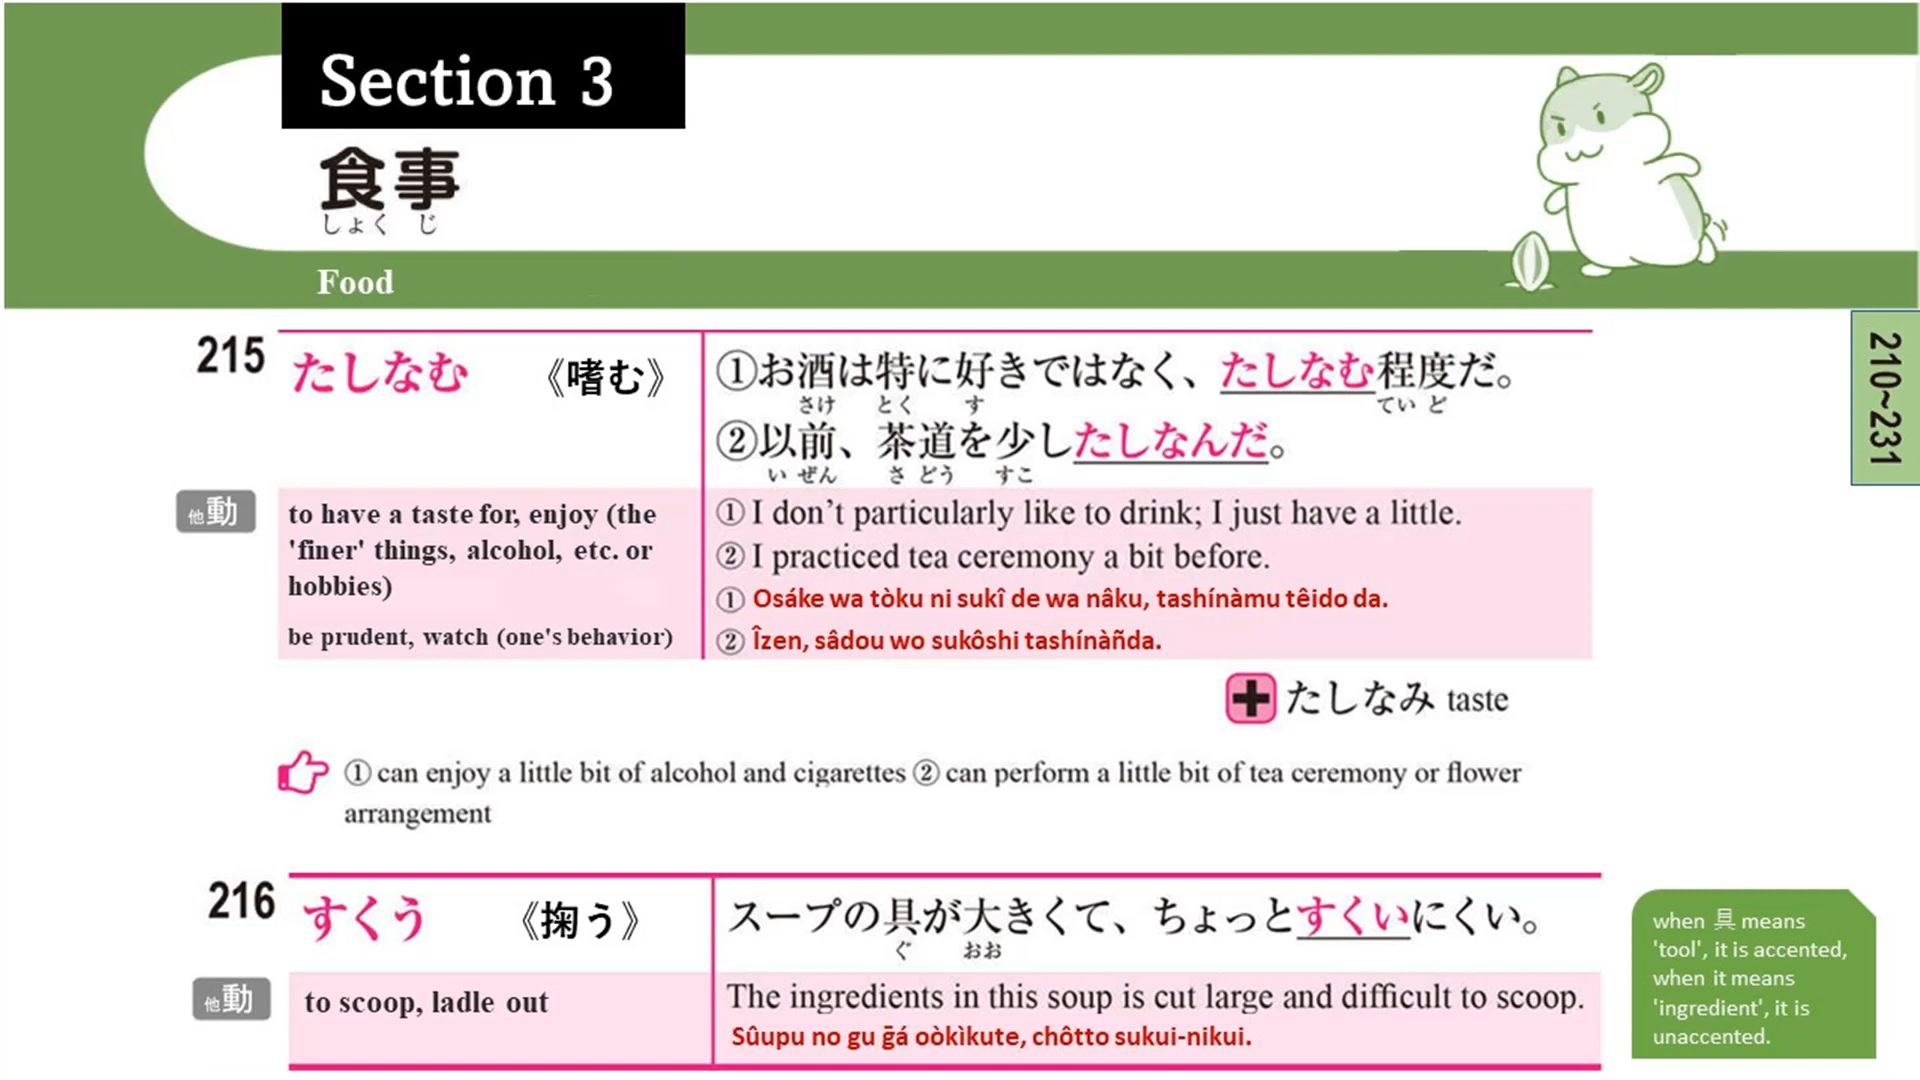 Section 3
食事
しょくじ
Food
210~231
215
たしなむ 《嗜む》
①お酒は特に好きではなく、たしなむ程度だ。
さけ とく す てい ど
②以前、茶道を少したしなんだ。
い ぜん さ どう すこ
他動
to have a taste for, enjoy (the
'finer' things, alcohol, etc. or
hobbies)
be prudent, watch (one's behavior)
① I don't particularly like to drink; I just have a little.
② I practiced tea ceremony a bit before.
① Osáke wa tòku ni sukî de wa nâku, tashínàmu têido da.
② Îzen, sâdou wo sukôshi tashínàñda.
たしなみ taste
① can enjoy a little bit of alcohol and cigarettes ② can perform a little bit of tea ceremony or flower
arrangement
216
すくう 《掬う》
スープの具が大きくて、ちょっとすくいにくい。
ぐ おお
他動
to scoop, ladle out
The ingredients in this soup is cut large and difficult to scoop.
Sûupu no gu ḡá oòkìkute, chôtto sukui-nikui.
when 具 means
'tool', it is accented,
when it means
'ingredient', it is
unaccented.